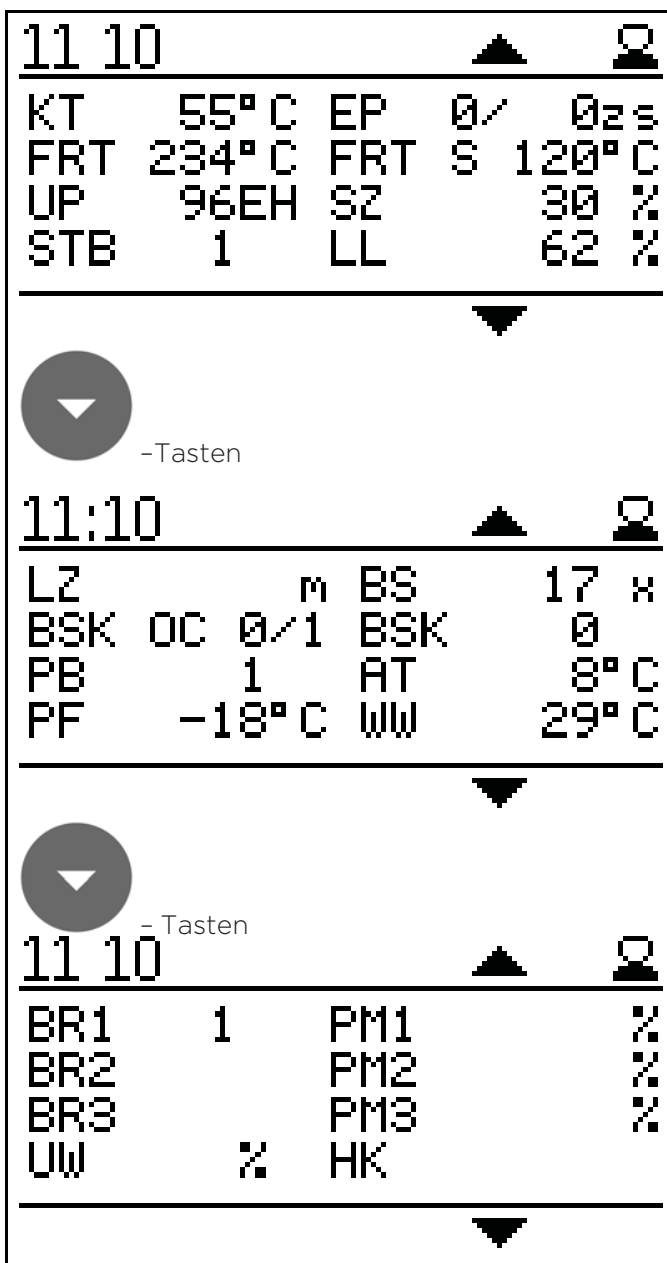 11 10
KT 55°C EP 0/ 0zs
FRT 234°C FRT S 120°C
UP 96EH SZ 30 %
STB 1 LL 62 %
–Tasten
11:10
LZ m BS 17 x
BSK OC 0/1 BSK 0
PB 1 AT 8°C
PF -18°C WW 29°C
– Tasten
11 10
BR1 1 PM1 %
BR2 PM2 %
BR3 PM3 %
UW % HK